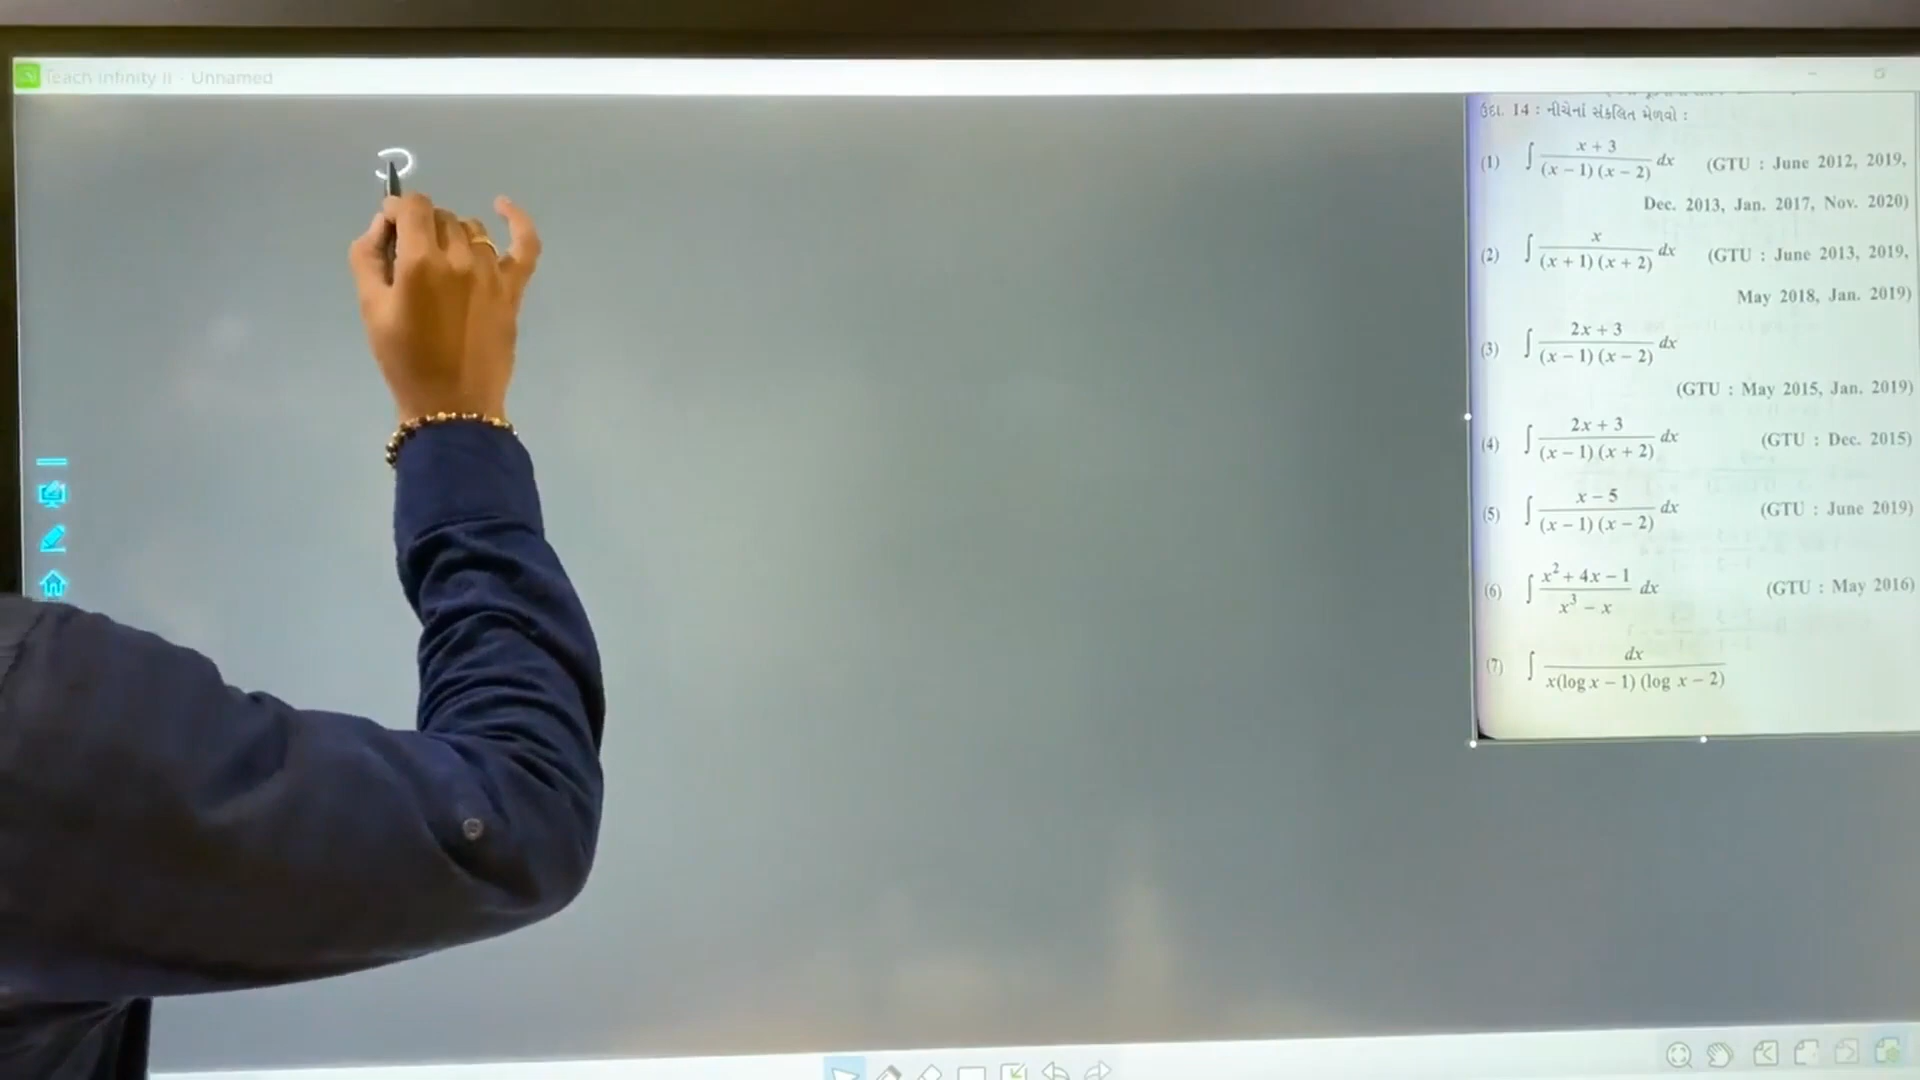 Teach Infinity II - Unnamed
ઉદા. 14 : નીચેનાં સંકલિત મેળવો :
(1) ∫ x + 3 / (x − 1) (x − 2) dx (GTU : June 2012, 2019,
Dec. 2013, Jan. 2017, Nov. 2020)
(2) ∫ x / (x + 1) (x + 2) dx (GTU : June 2013, 2019,
May 2018, Jan. 2019)
(3) ∫ 2x + 3 / (x − 1) (x − 2) dx
(GTU : May 2015, Jan. 2019)
(4) ∫ 2x + 3 / (x − 1) (x + 2) dx (GTU : Dec. 2015)
(5) ∫ x − 5 / (x − 1) (x − 2) dx (GTU : June 2019)
(6) ∫ x² + 4x − 1 / x³ − x dx (GTU : May 2016)
(7) ∫ dx / x(log x − 1) (log x − 2)